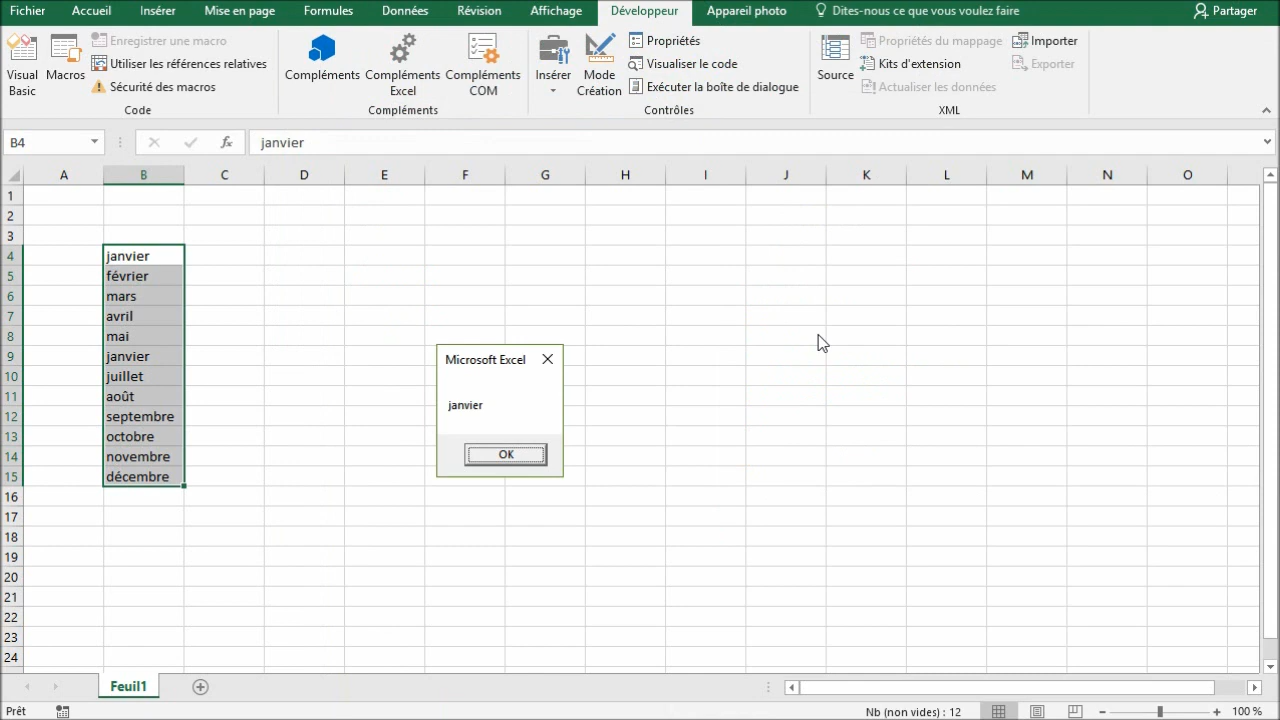 Fichier Accueil Insérer Mise en page Formules Données Révision Affichage Développeur Appareil photo Dites-nous ce que vous voulez faire Partager
Visual Basic
Macros
Enregistrer une macro
Utiliser les références relatives
Sécurité des macros
Code
Compléments
Compléments Excel
Compléments COM
Compléments
Insérer
Mode Création
Propriétés
Visualiser le code
Exécuter la boîte de dialogue
Contrôles
Source
Propriétés du mappage
Kits d'extension
Actualiser les données
Importer
Exporter
XML
B4 fx janvier
A B C D E F G H I J K L M N O
1
2
3
4 janvier
5 février
6 mars
7 avril
8 mai
9 janvier
10 juillet
11 août
12 septembre
13 octobre
14 novembre
15 décembre
16
17
18
19
20
21
22
23
24
Microsoft Excel
janvier
OK
Feuil1
Prêt Nb (non vides) : 12 100 %